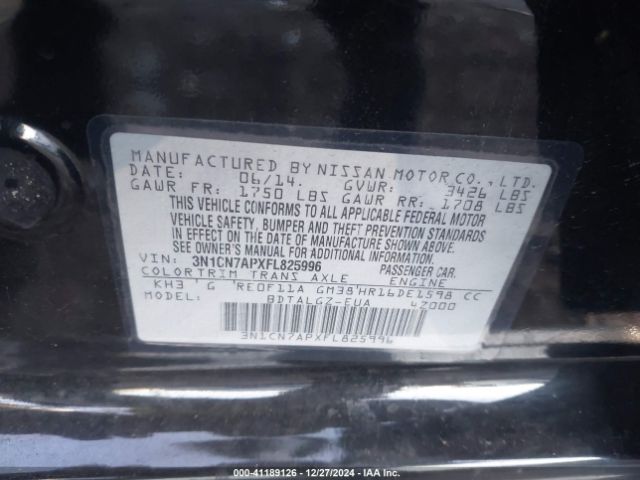 MANUFACTURED BY NISSAN MOTOR CO., LTD.
DATE: 06/14. GVWR: 3426 LBS
GAWR FR: 1750 LBS GAWR RR: 1708 LBS
THIS VEHICLE CONFORMS TO ALL APPLICABLE FEDERAL MOTOR
VEHICLE SAFETY, BUMPER, AND THEFT PREVENTION STANDARDS
IN EFFECT ON THE DATE OF MANUFACTURE SHOWN ABOVE.
SEE OWNER'S MANUAL FOR ADDITIONAL INFORMATION.
VIN: 3N1CN7APXFL825996 PASSENGER CAR.
COLOR TRIM TRANS AXLE ENGINE
KH3 G RE0F11A GM38 HR16DE1598 CC
MODEL: BDTALGZ-EUA 42000
3N1CN7APXFL825996
000-41189126 - 12/27/2024 - IAA Inc.